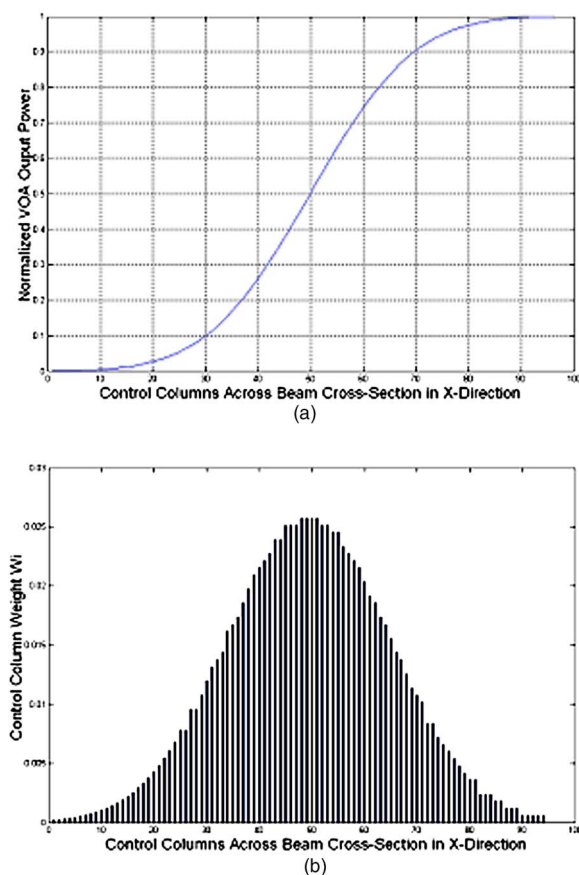 1
0.9
0.8
0.7
0.6
0.5
0.4
0.3
0.2
0.1
0
Normalized VOA Ouput Power
0 10 20 30 40 50 60 70 80 90 100
Control Columns Across Beam Cross-Section in X-Direction
(a)
0.03
0.025
0.02
0.015
0.01
0.005
0
Control Column Weight Wi
0 10 20 30 40 50 60 70 80 90 100
Control Columns Across Beam Cross-Section in X-Direction
(b)